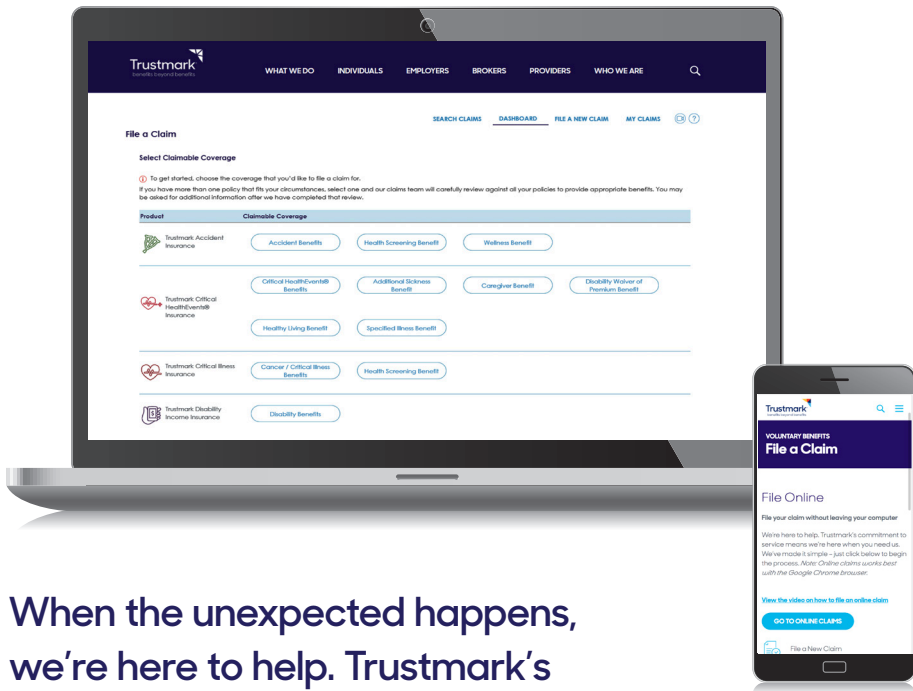 Trustmark
benefits beyond benefits
WHAT WE DO INDIVIDUALS EMPLOYERS BROKERS PROVIDERS WHO WE ARE
SEARCH CLAIMS DASHBOARD FILE A NEW CLAIM MY CLAIMS ?
File a Claim
Select Claimable Coverage
To get started, choose the coverage that you'd like to file a claim for.
If you have more than one policy that fits your circumstances, select one and our claims team will carefully review against all your policies to provide appropriate benefits. You may
be asked for additional information after we have completed that review.
Product Claimable Coverage
Trustmark Accident
Insurance
Accident Benefits Health Screening Benefit Wellness Benefit
Trustmark Critical
HealthEvents®
Insurance
Critical HealthEvents®
Benefits
Additional Sickness
Benefit
Caregiver Benefit
Disability Waiver of
Premium Benefit
Healthy Living Benefit Specified Illness Benefit
Trustmark Critical Illness
Insurance
Cancer / Critical Illness
Benefits
Health Screening Benefit
Trustmark Disability
Income Insurance
Disability Benefits
Trustmark
benefits beyond benefits
VOLUNTARY BENEFITS
File a Claim
File Online
File your claim without leaving your computer
We're here to help. Trustmark's commitment to
service means we're here when you need us.
We've made it simple – just click below to begin
the process. Note: Online claims works best
with the Google Chrome browser.
View the video on how to file an online claim
GO TO ONLINE CLAIMS
File a New Claim
When the unexpected happens,
we're here to help. Trustmark's